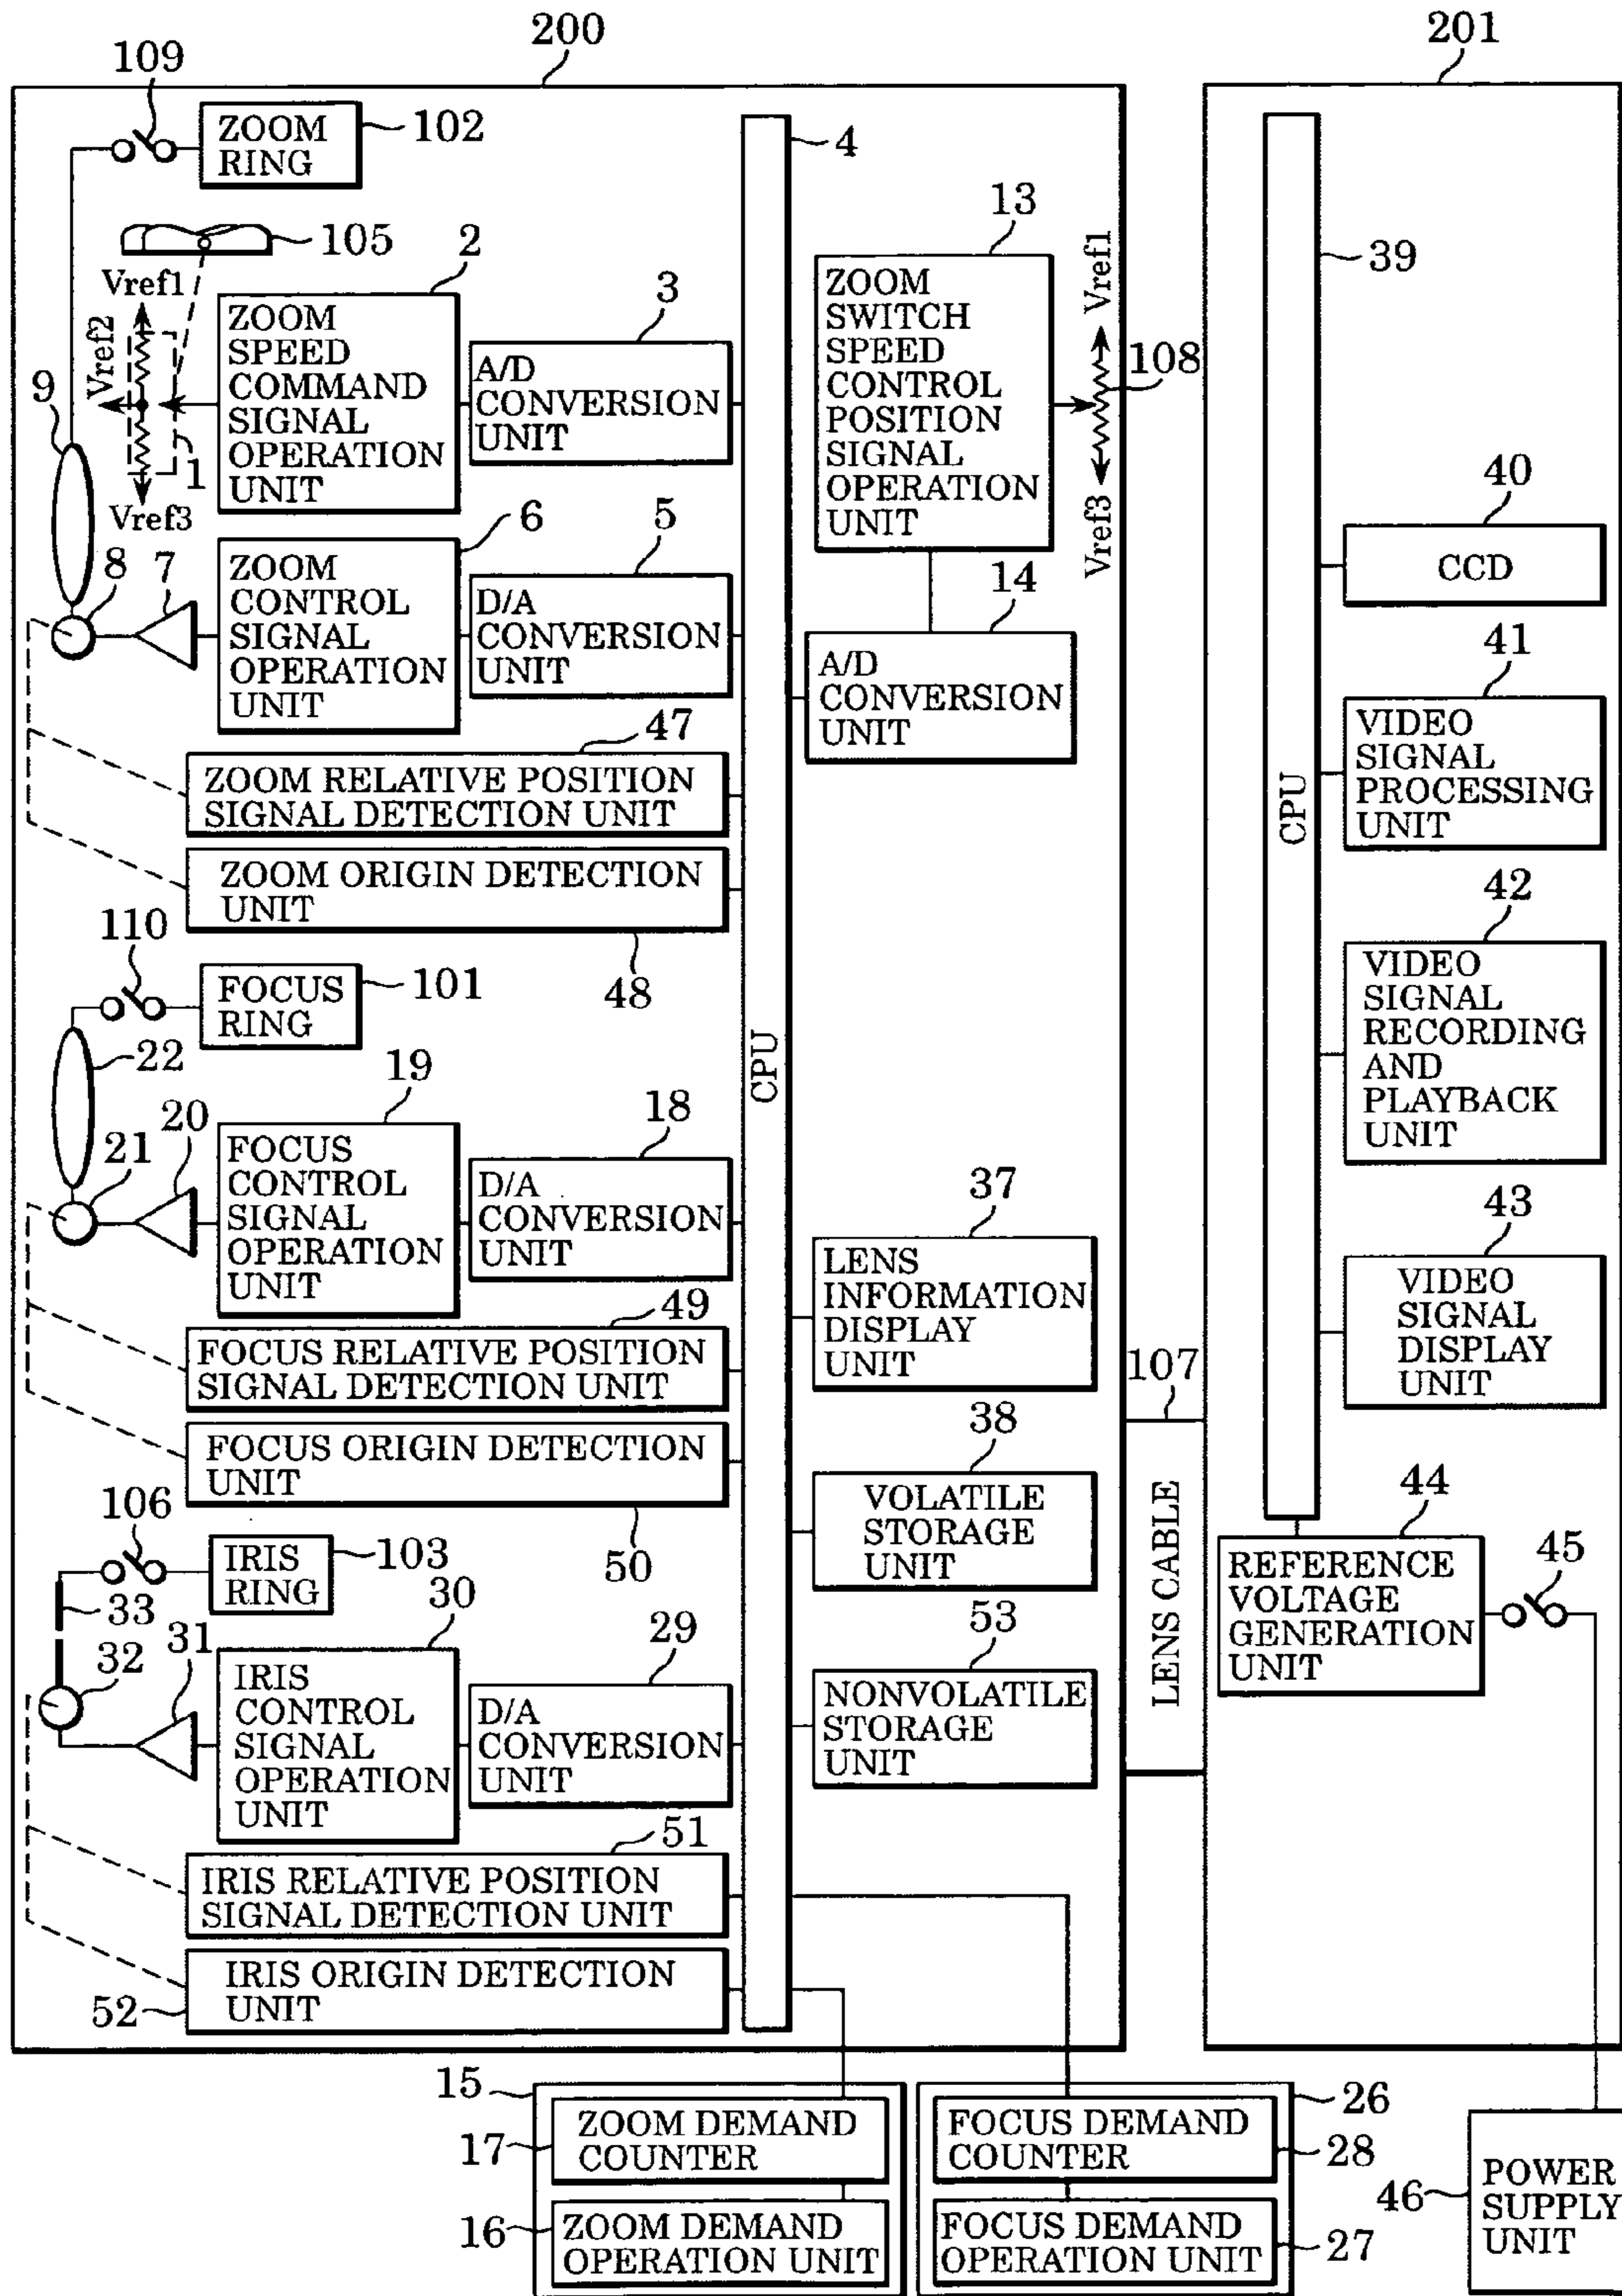 200
201
109
ZOOM
RING
102
4
105
Vref1
Vref2
Vref3
1
2
ZOOM
SPEED
COMMAND
SIGNAL
OPERATION
UNIT
3
A/D
CONVERSION
UNIT
13
ZOOM
SWITCH
SPEED
CONTROL
POSITION
SIGNAL
OPERATION
UNIT
Vref1
108
Vref3
39
9
8
7
6
ZOOM
CONTROL
SIGNAL
OPERATION
UNIT
5
D/A
CONVERSION
UNIT
14
A/D
CONVERSION
UNIT
40
CCD
41
VIDEO
SIGNAL
PROCESSING
UNIT
CPU
47
ZOOM RELATIVE POSITION
SIGNAL DETECTION UNIT
ZOOM ORIGIN DETECTION
UNIT
48
42
VIDEO
SIGNAL
RECORDING
AND
PLAYBACK
UNIT
110
FOCUS
RING
101
CPU
22
21
20
19
FOCUS
CONTROL
SIGNAL
OPERATION
UNIT
18
D/A
CONVERSION
UNIT
37
LENS
INFORMATION
DISPLAY
UNIT
43
VIDEO
SIGNAL
DISPLAY
UNIT
49
FOCUS RELATIVE POSITION
SIGNAL DETECTION UNIT
FOCUS ORIGIN DETECTION
UNIT
50
107
LENS CABLE
38
VOLATILE
STORAGE
UNIT
44
REFERENCE
VOLTAGE
GENERATION
UNIT
45
106
IRIS
RING
103
33
32
31
30
IRIS
CONTROL
SIGNAL
OPERATION
UNIT
29
D/A
CONVERSION
UNIT
53
NONVOLATILE
STORAGE
UNIT
51
IRIS RELATIVE POSITION
SIGNAL DETECTION UNIT
IRIS ORIGIN DETECTION
UNIT
52
15
17
ZOOM DEMAND
COUNTER
16
ZOOM DEMAND
OPERATION UNIT
26
FOCUS DEMAND
COUNTER
28
FOCUS DEMAND
OPERATION UNIT
27
46
POWER
SUPPLY
UNIT